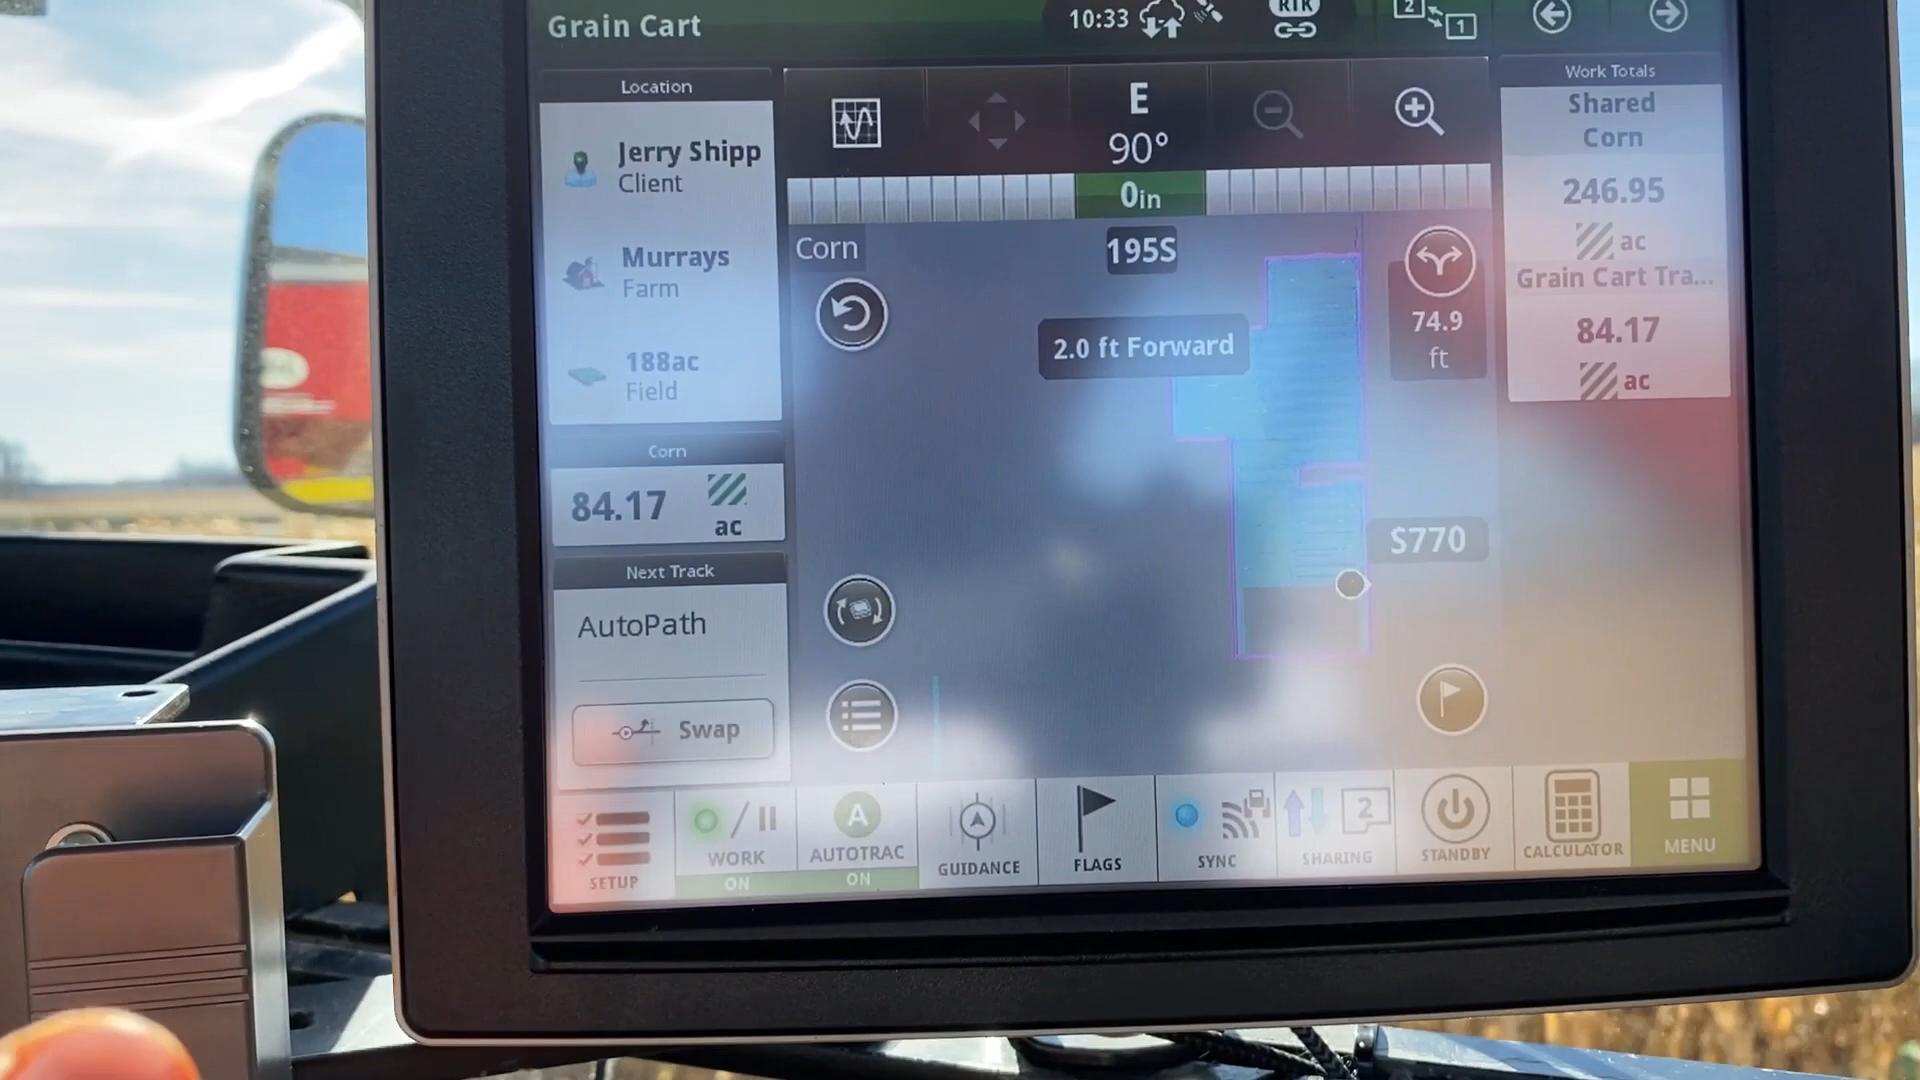 Grain Cart
10:33
RTK
2
1
Location
Jerry Shipp
Client
Murrays
Farm
188ac
Field
Corn
84.17
ac
Next Track
AutoPath
Swap
E
90°
0in
Corn
195S
2.0 ft Forward
74.9
ft
S770
Work Totals
Shared
Corn
246.95
ac
Grain Cart Tra...
84.17
ac
SETUP
WORK
ON
A
AUTOTRAC
ON
GUIDANCE
FLAGS
SYNC
2
SHARING
STANDBY
CALCULATOR
MENU